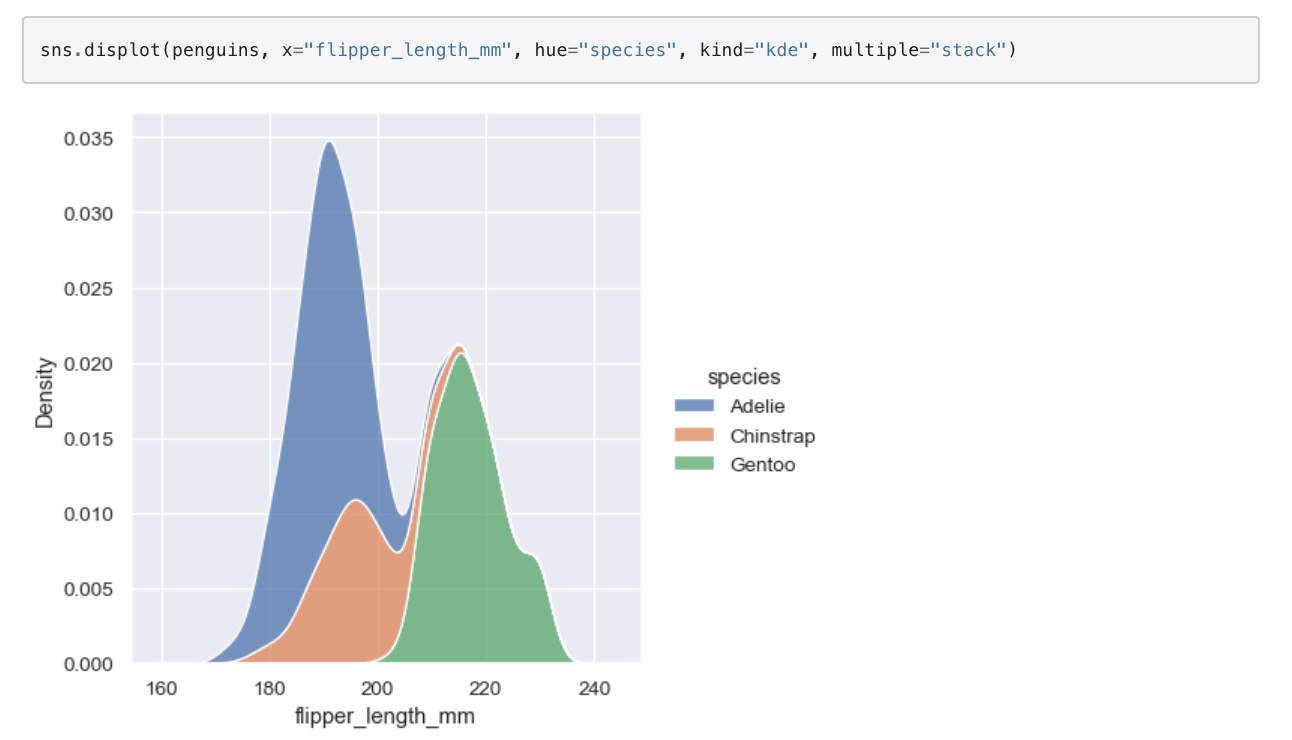 sns.displot(penguins, x="flipper_length_mm", hue="species", kind="kde", multiple="stack")
0.035
0.030
0.025
0.020
0.015
0.010
0.005
0.000
Density
160 180 200 220 240
flipper_length_mm
species
Adelie
Chinstrap
Gentoo